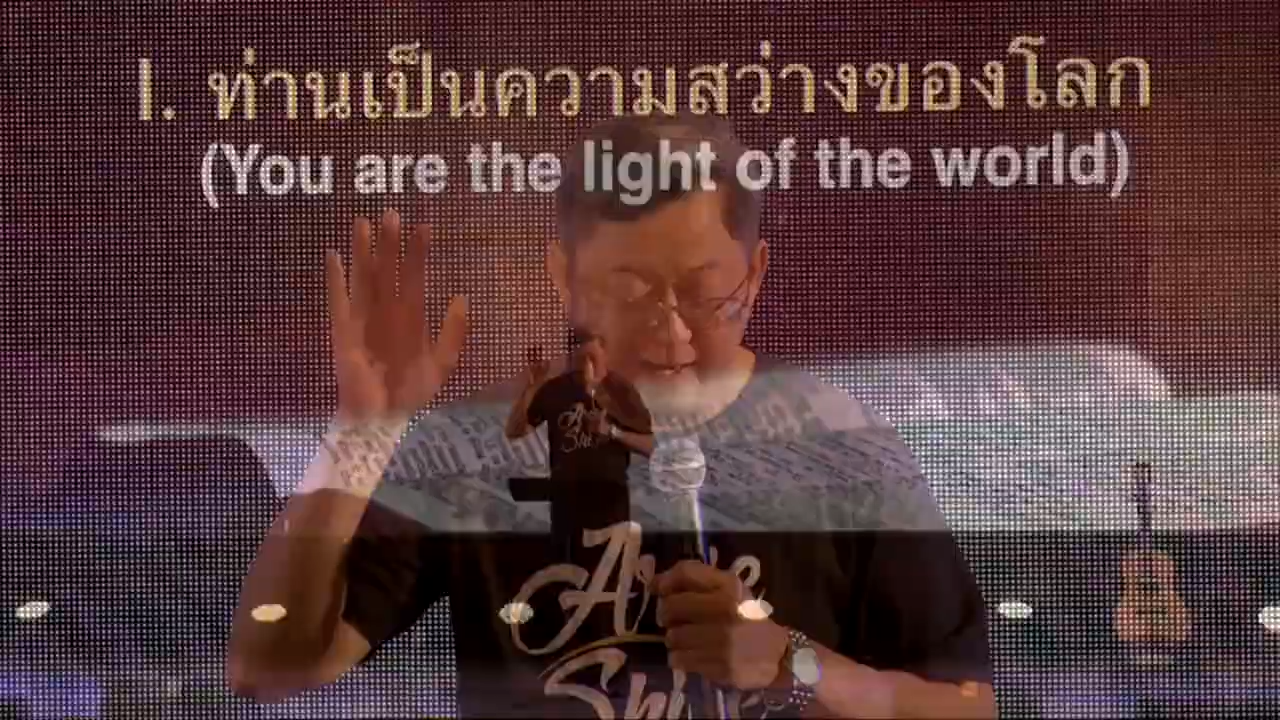 I. ท่านเป็นความสว่างของโลก
(You are the light of the world)